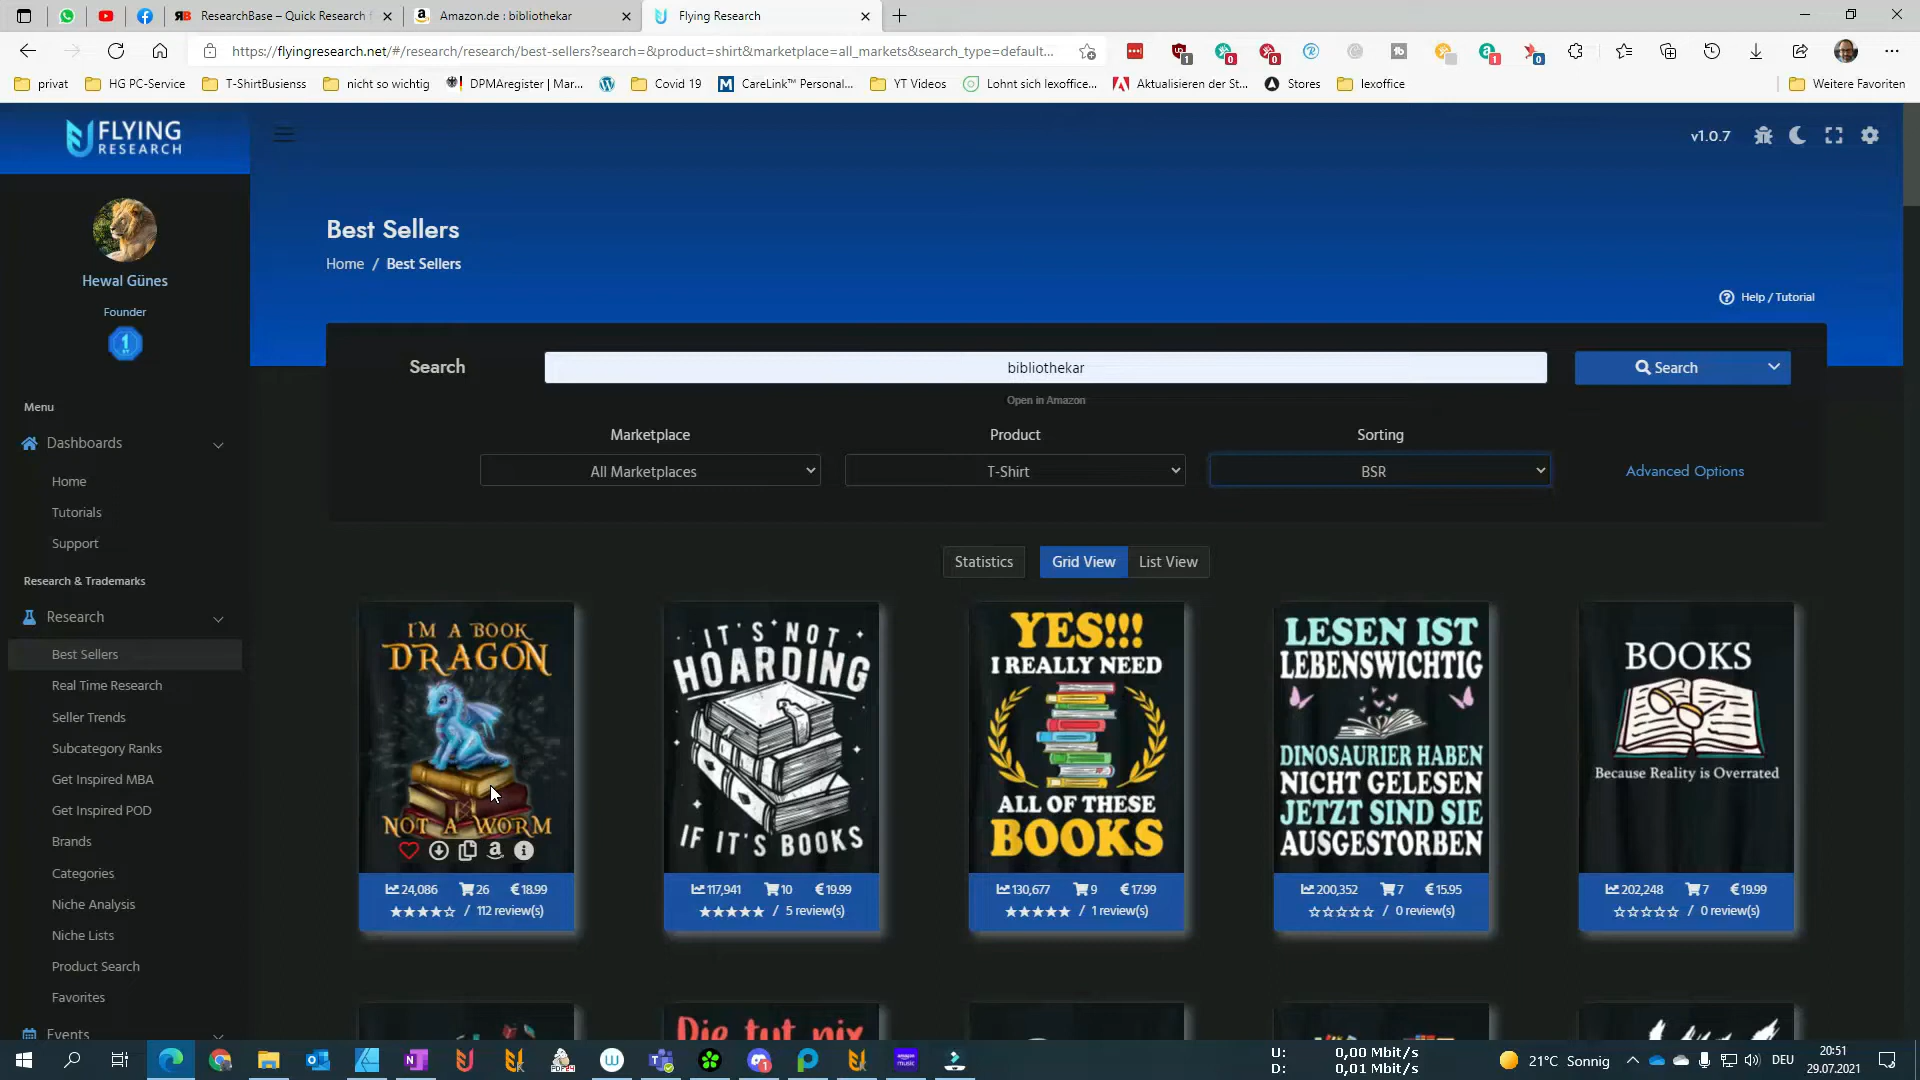 ResearchBase – Quick Research f
Amazon.de : bibliothekar
Flying Research
https://flyingresearch.net/#/research/research/best-sellers?search=&product=shirt&marketplace=all_markets&search_type=default...
privat
HG PC-Service
T-ShirtBusienss
nicht so wichtig
DPMAregister | Mar...
Covid 19
CareLink™ Personal...
YT Videos
Lohnt sich lexoffice...
Aktualisieren der St...
Stores
lexoffice
Weitere Favoriten
FLYING
RESEARCH
v1.0.7
Hewal Günes
Founder
1
Best Sellers
Home / Best Sellers
Help / Tutorial
Search
bibliothekar
Search
Open in Amazon
Marketplace
Product
Sorting
All Marketplaces
T-Shirt
BSR
Advanced Options
Statistics
Grid View
List View
Menu
Dashboards
Home
Tutorials
Support
Research & Trademarks
Research
Best Sellers
Real Time Research
Seller Trends
Subcategory Ranks
Get Inspired MBA
Get Inspired POD
Brands
Categories
Niche Analysis
Niche Lists
Product Search
Favorites
Events
I'M A BOOK
DRAGON
NOT A WORM
24,086 26 €18.99
/ 112 review(s)
IT'S NOT
HOARDING
IF IT'S BOOKS
117,941 10 €19.99
/ 5 review(s)
YES!!!
I REALLY NEED
ALL OF THESE
BOOKS
130,677 9 €17.99
/ 1 review(s)
LESEN IST
LEBENSWICHTIG
DINOSAURIER HABEN
NICHT GELESEN
JETZT SIND SIE
AUSGESTORBEN
200,352 7 €15.95
/ 0 review(s)
BOOKS
Because Reality is Overrated
202,248 7 €19.99
/ 0 review(s)
Die tut nix
U: 0,00 Mbit/s
D: 0,01 Mbit/s
21°C Sonnig
DEU
20:51
29.07.2021